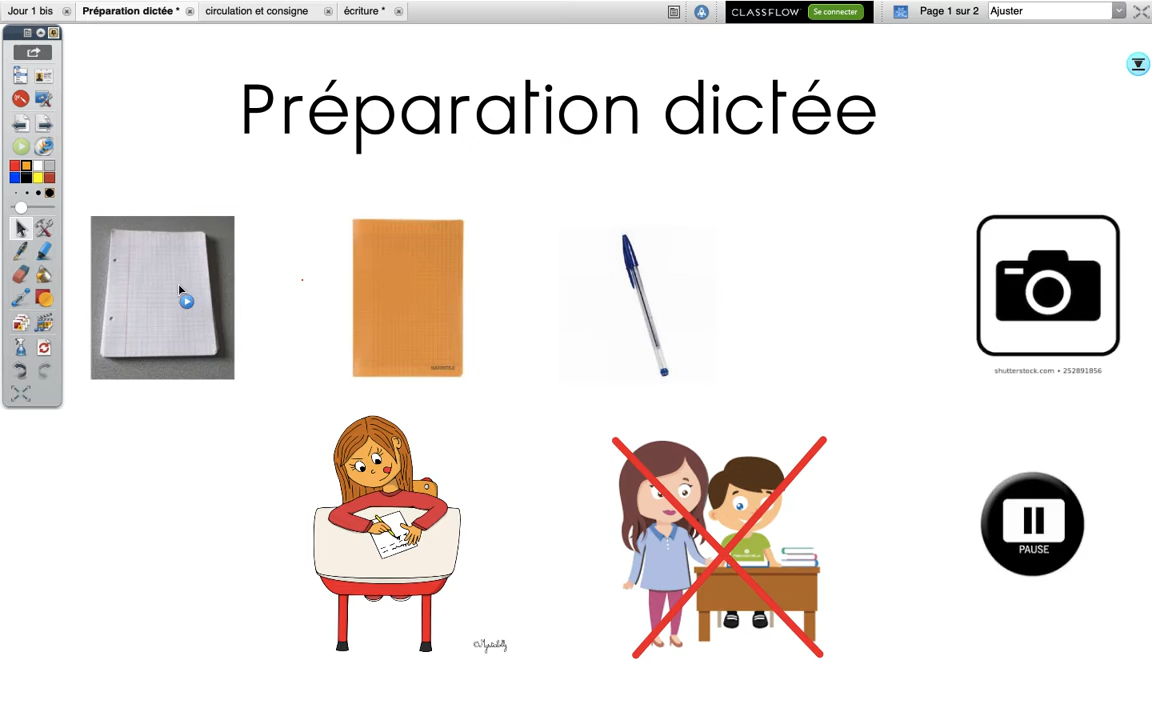 Jour 1 bis
Préparation dictée *
circulation et consigne
écriture *
CLASSFLOW
Se connecter
Page 1 sur 2
Ajuster
Préparation dictée
shutterstock.com • 252891856
PAUSE